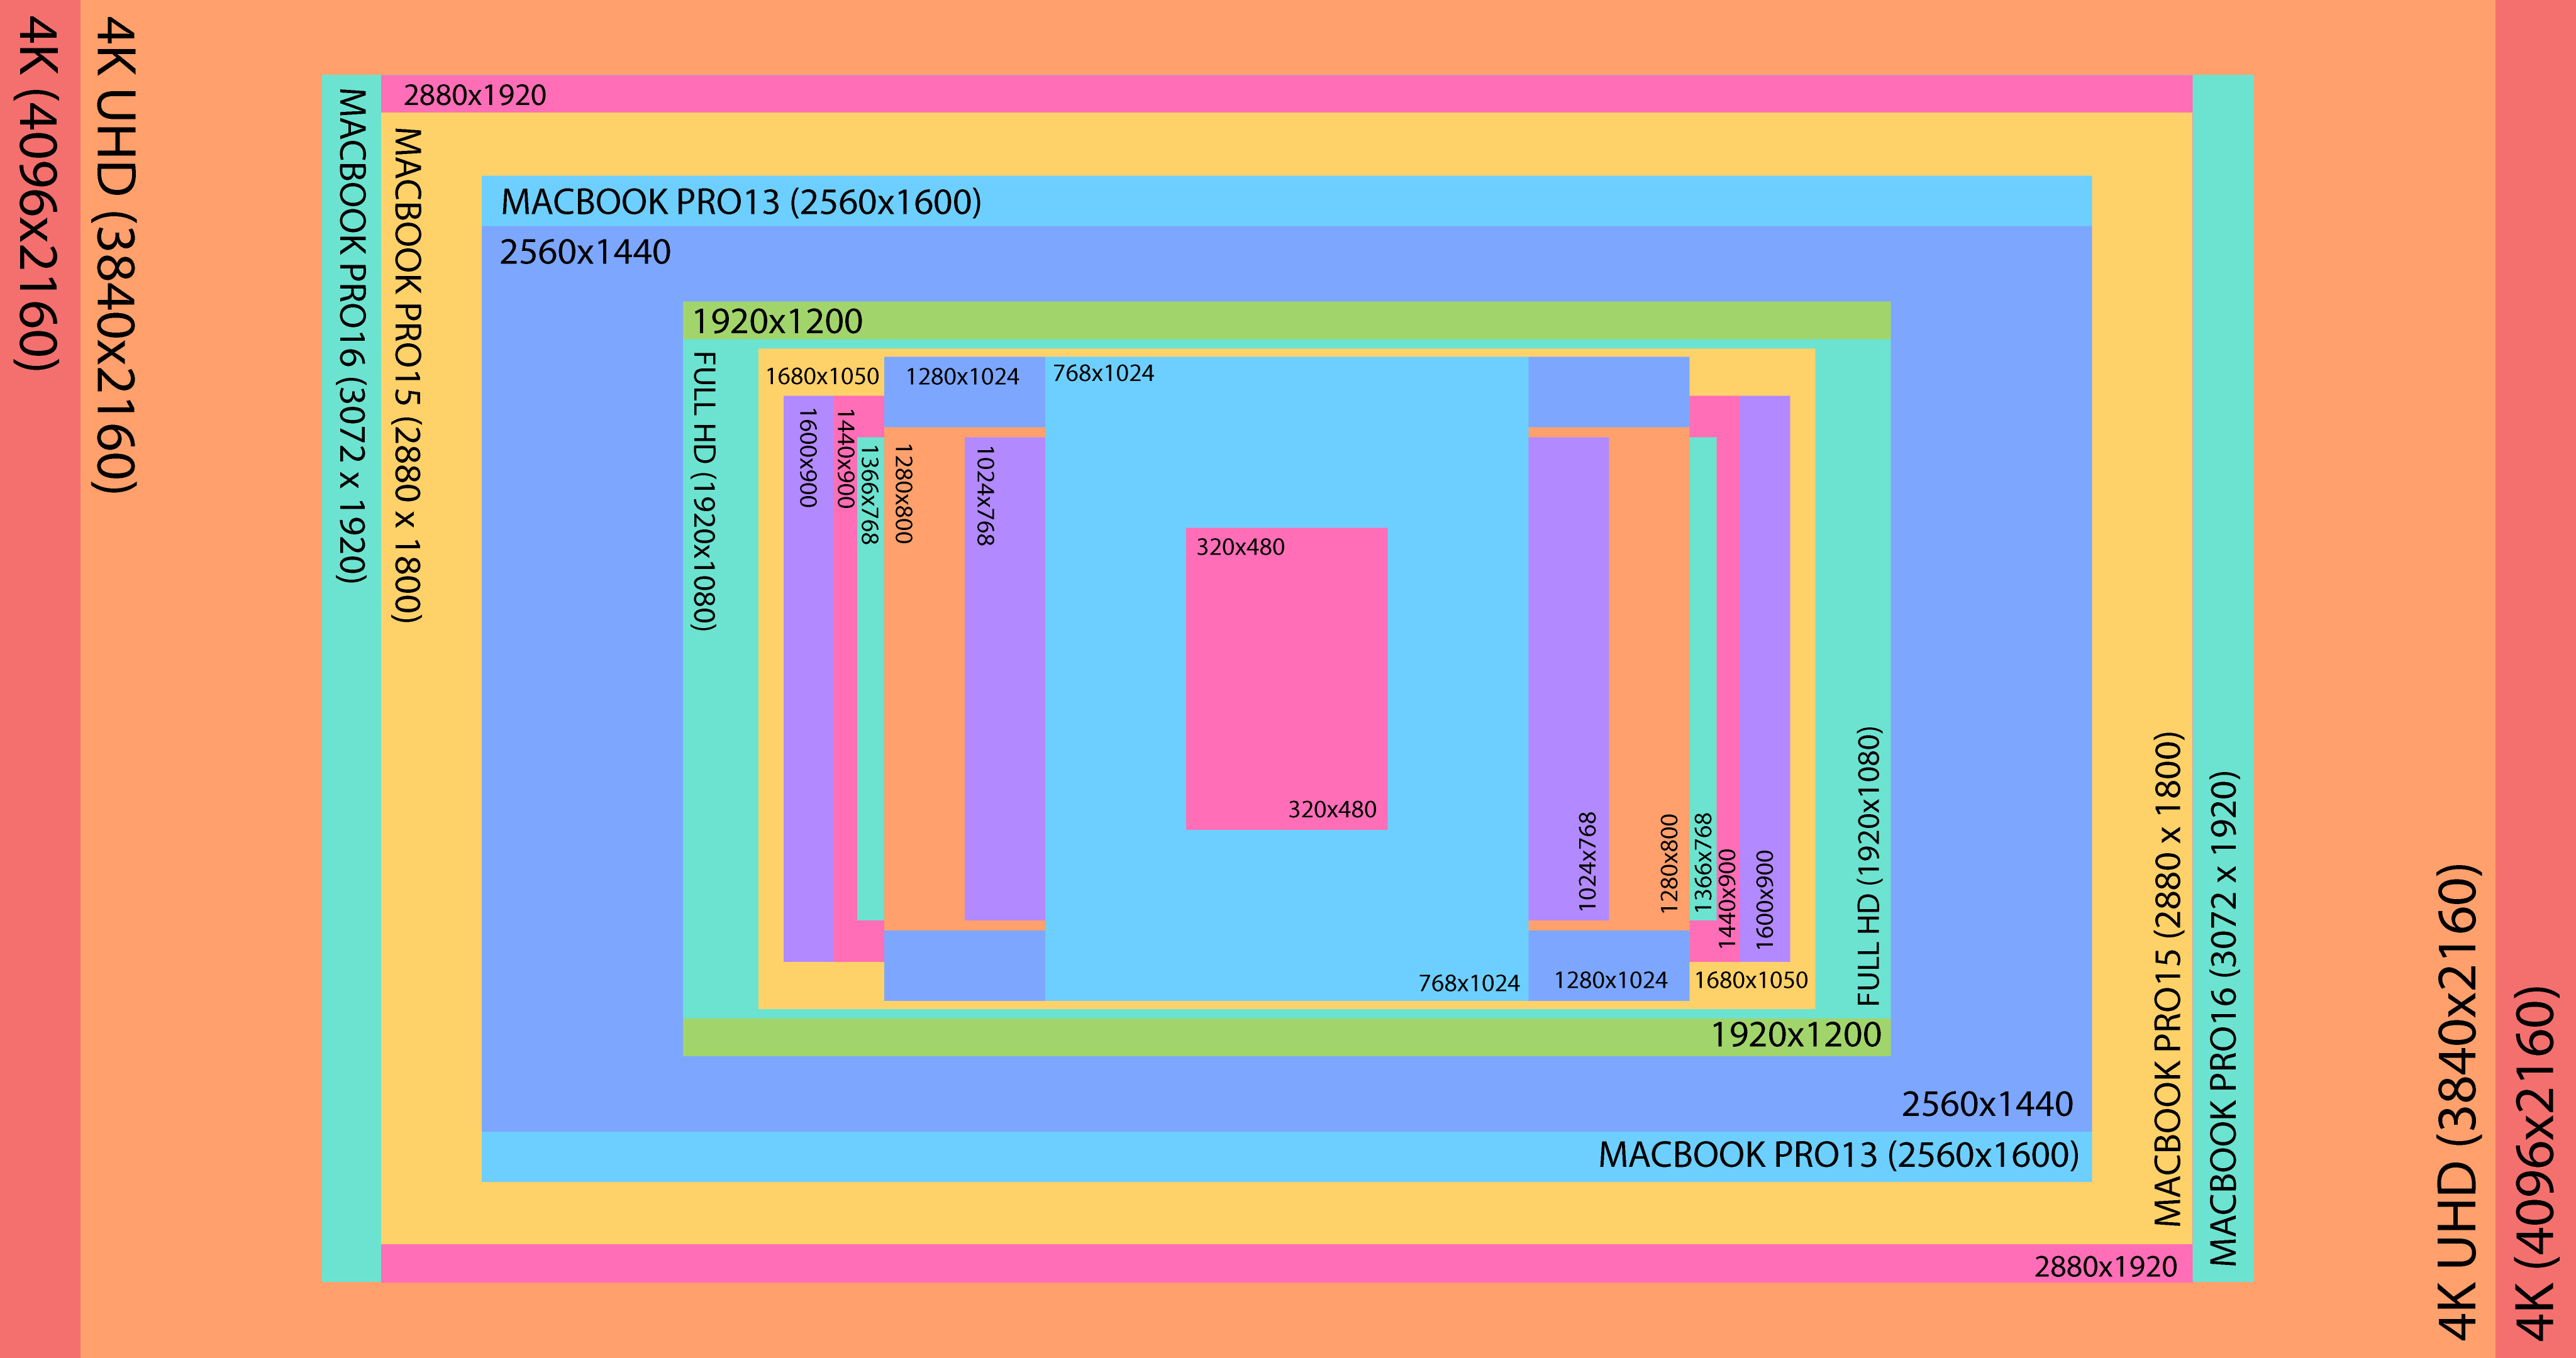 4K (4096x2160)
4K UHD (3840x2160)
MACBOOK PRO16 (3072 x 1920)
2880x1920
MACBOOK PRO15 (2880 x 1800)
MACBOOK PRO13 (2560x1600)
2560x1440
1920x1200
FULL HD (1920x1080)
1680x1050
1280x1024
768x1024
1600x900
1440x900
1366x768
1280x800
1024x768
320x480
320x480
1024x768
1280x800
1366x768
1440x900
1600x900
768x1024
1280x1024
1680x1050
FULL HD (1920x1080)
1920x1200
2560x1440
MACBOOK PRO13 (2560x1600)
MACBOOK PRO15 (2880 x 1800)
2880x1920
MACBOOK PRO16 (3072 x 1920)
4K UHD (3840x2160)
4K (4096x2160)